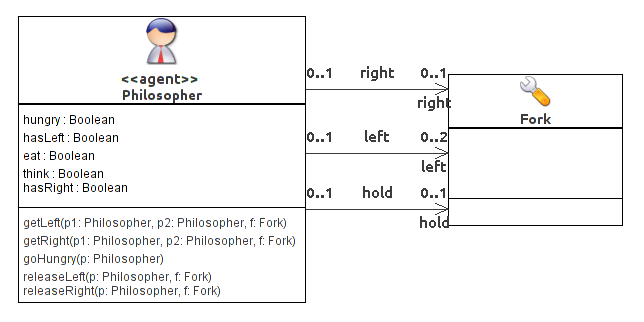 <<agent>>
Philosopher
hungry : Boolean
hasLeft : Boolean
eat : Boolean
think : Boolean
hasRight : Boolean
getLeft(p1: Philosopher, p2: Philosopher, f: Fork)
getRight(p1: Philosopher, p2: Philosopher, f: Fork)
goHungry(p: Philosopher)
releaseLeft(p: Philosopher, f: Fork)
releaseRight(p: Philosopher, f: Fork)
0..1 right 0..1
right
0..1 left 0..2
left
0..1 hold 0..1
hold
Fork